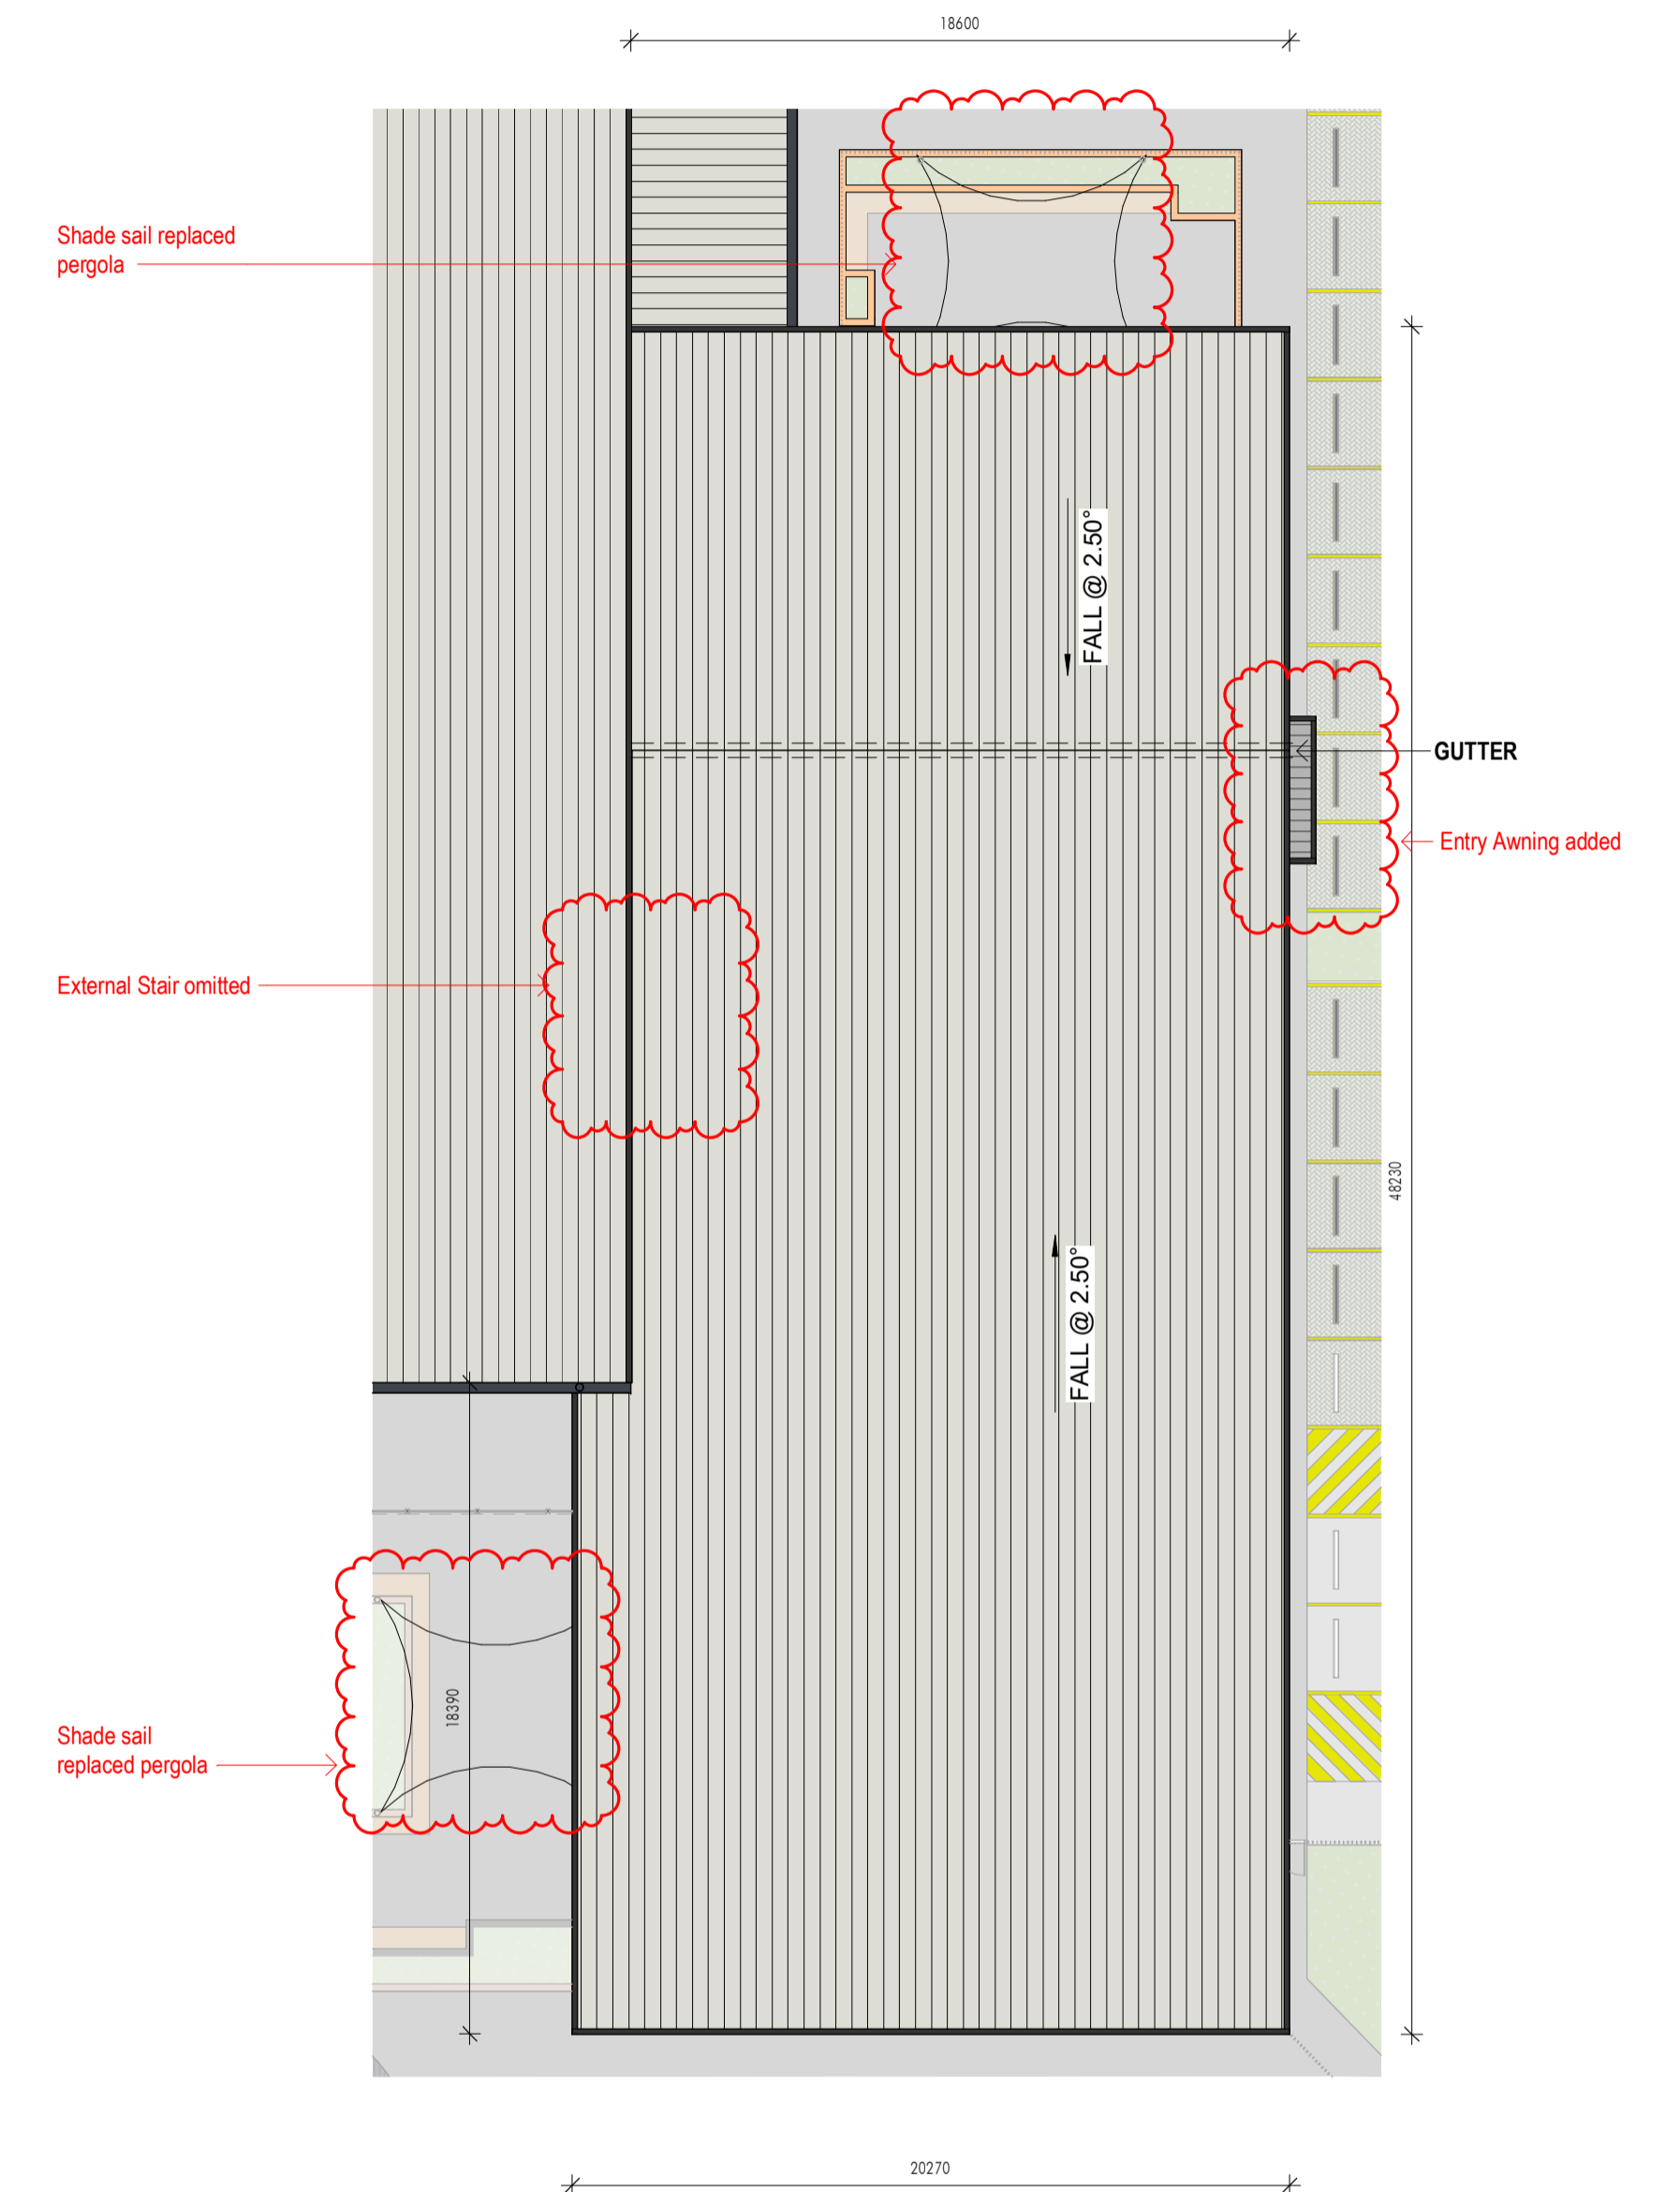 18600
Shade sail replaced
pergola
FALL @ 2.50°
GUTTER
Entry Awning added
External Stair omitted
48230
FALL @ 2.50°
18390
Shade sail
replaced pergola
20270